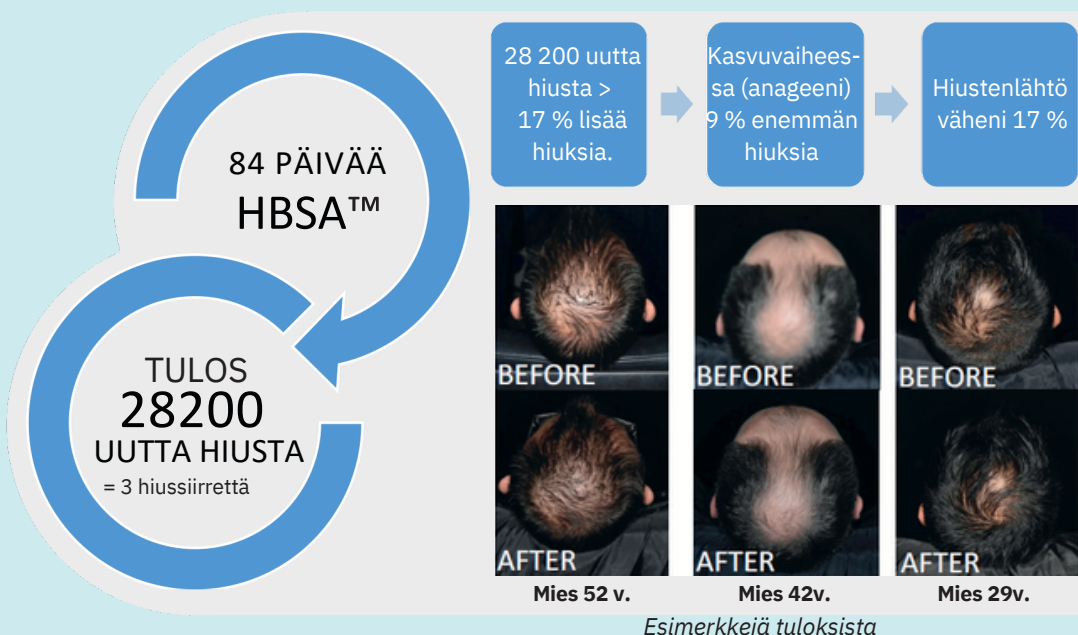 84 PÄIVÄÄ
HBSA™
TULOS
28200
UUTTA HIUSTA
= 3 hiussiirrettä
28 200 uutta
hiusta >
17 % lisää
hiuksia.
Kasvuvaihees-
sa (anageeni)
9 % enemmän
hiuksia
Hiustenlähtö
väheni 17 %
BEFORE
BEFORE
BEFORE
AFTER
AFTER
AFTER
Mies 52 v.
Mies 42v.
Mies 29v.
Esimerkkejä tuloksista